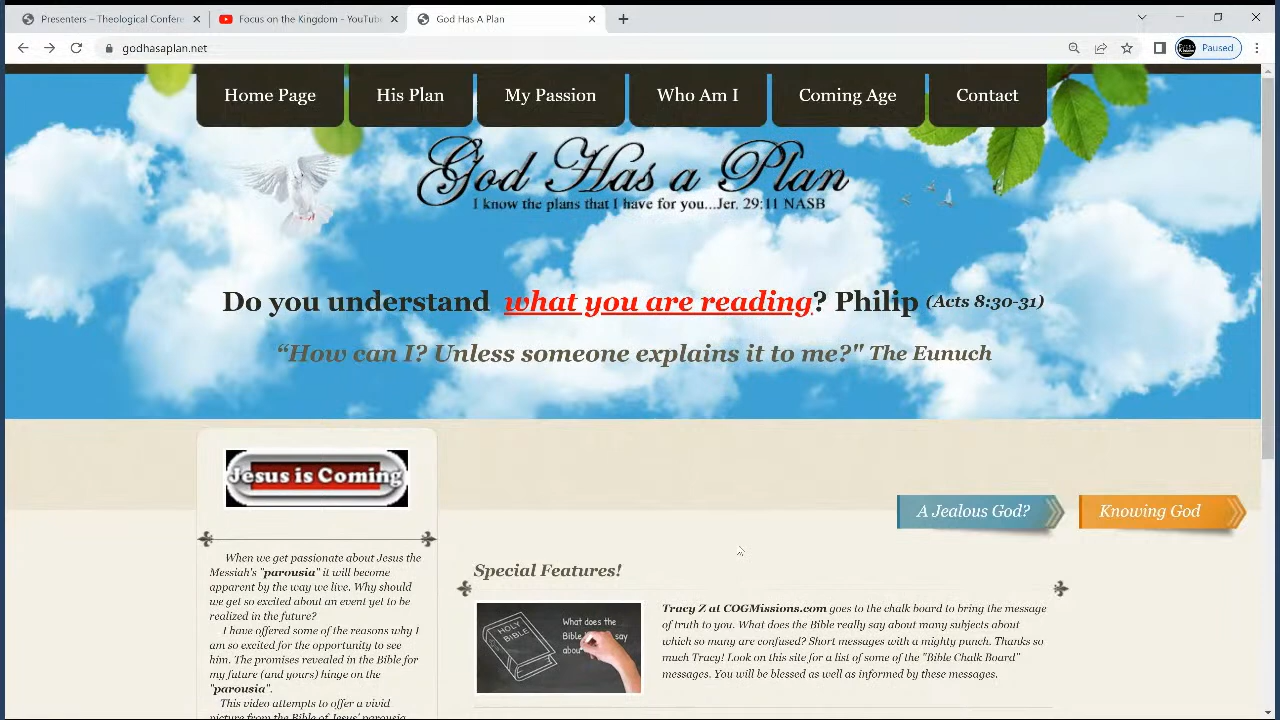 Presenters – Theological Confere
Focus on the Kingdom - YouTube
God Has A Plan
godhasaplan.net
Paused
Home Page
His Plan
My Passion
Who Am I
Coming Age
Contact
God Has a Plan
I know the plans that I have for you...Jer. 29:11 NASB
Do you understand what you are reading? Philip (Acts 8:30-31)
“How can I? Unless someone explains it to me?" The Eunuch
Jesus is Coming
A Jealous God?
Knowing God
When we get passionate about Jesus the
Messiah's "parousia" it will become
apparent by the way we live. Why should
we get so excited about an event yet to be
realized in the future?
I have offered some of the reasons why I
am so excited for the opportunity to see
him. The promises revealed in the Bible for
my future (and yours) hinge on the
"parousia".
This video attempts to offer a vivid
picture from the Bible of Jesus' parousia
Special Features!
HOLY
BIBLE
What does the
Bible say
abou
Tracy Z at COGMissions.com goes to the chalk board to bring the message
of truth to you. What does the Bible really say about many subjects about
which so many are confused? Short messages with a mighty punch. Thanks
so much Tracy! Look on this site for a list of some of the "Bible Chalk Board"
messages. You will be blessed as well as informed by these messages.